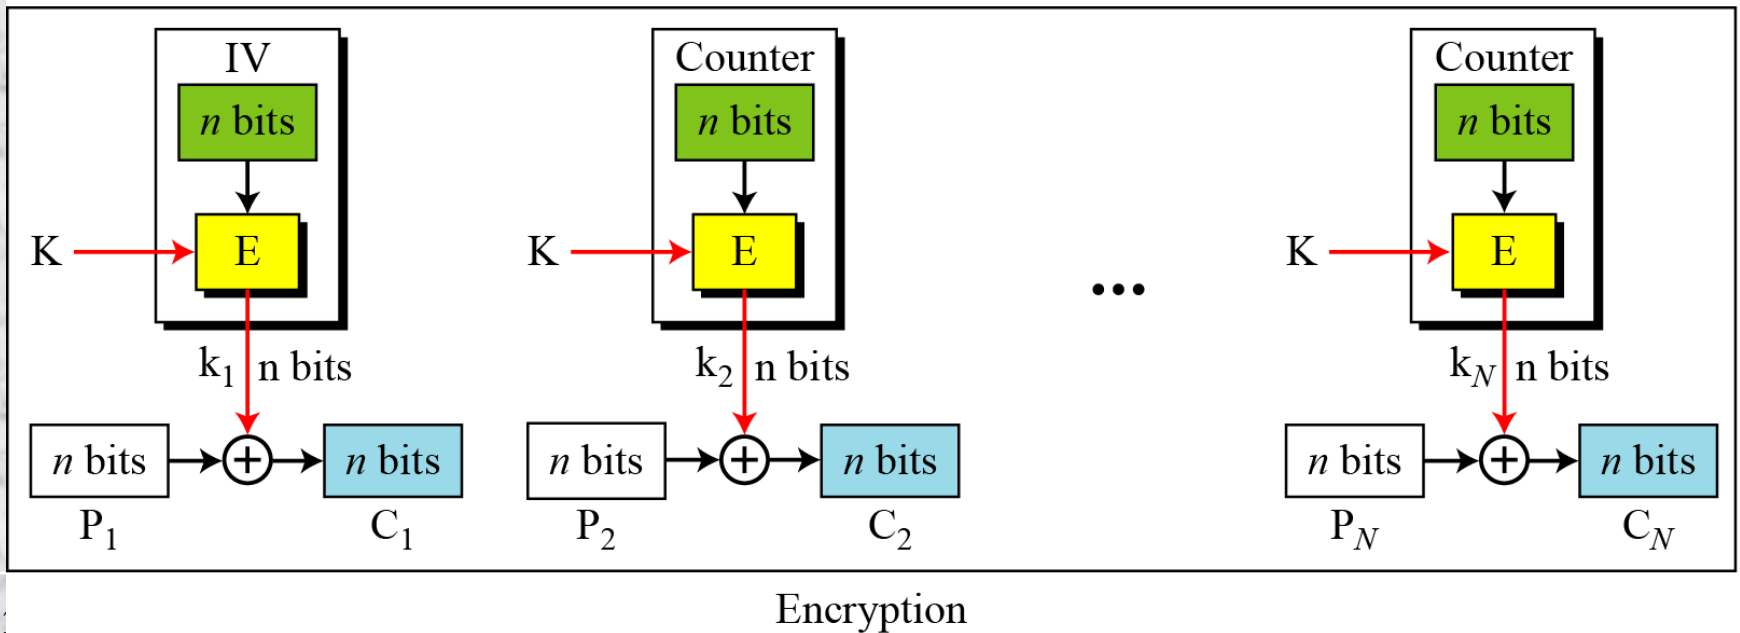 IV Counter Counter
n bits n bits n bits
K E K E K E
k1 n bits k2 n bits kN n bits
n bits n bits n bits n bits n bits n bits
P1 C1 P2 C2 PN CN
Encryption